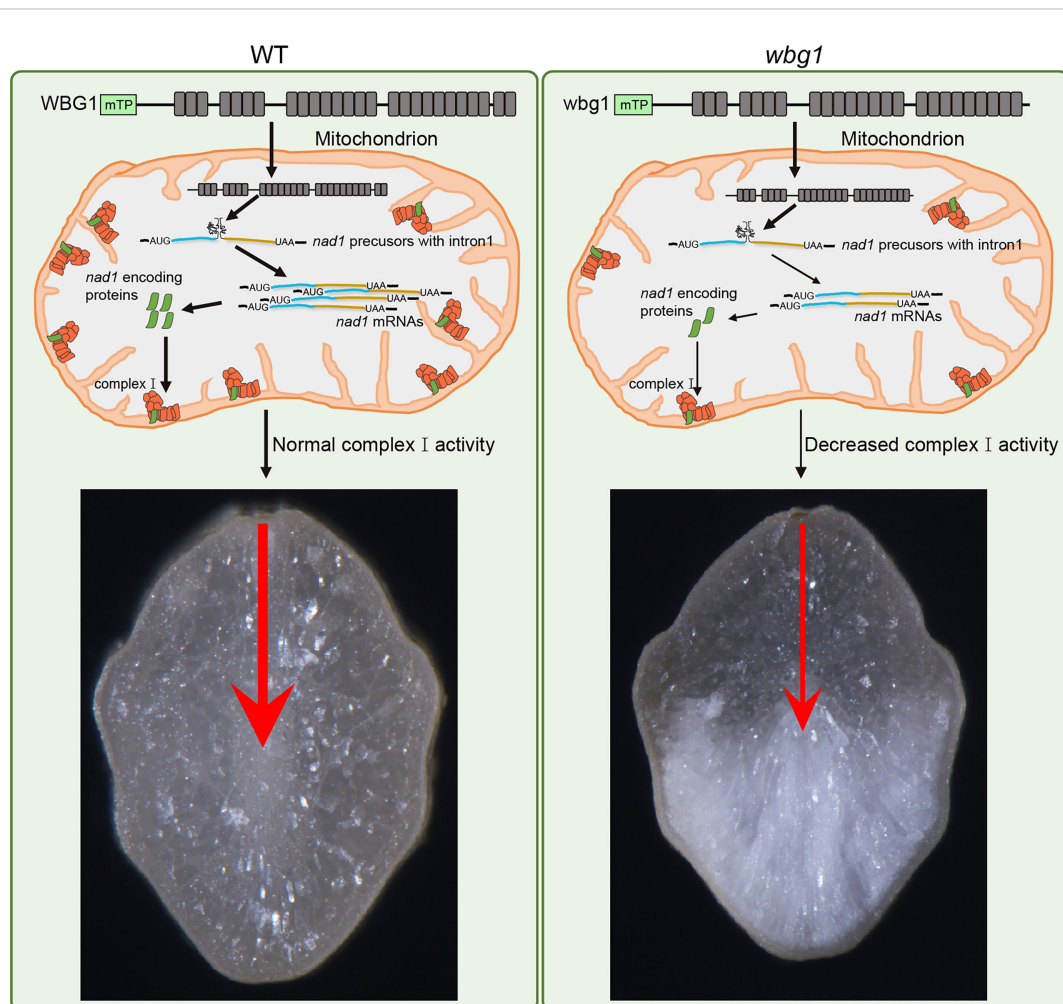 WT
WBG1 mTP
Mitochondrion
AUG UAA nad1 precusors with intron1
nad1 encoding
proteins
AUG UAA
AUG UAA
AUG UAA
AUG UAA
nad1 mRNAs
complex I
Normal complex I activity
wbg1
wbg1 mTP
Mitochondrion
AUG UAA nad1 precusors with intron1
nad1 encoding
proteins
AUG UAA
AUG UAA
nad1 mRNAs
complex I
Decreased complex I activity